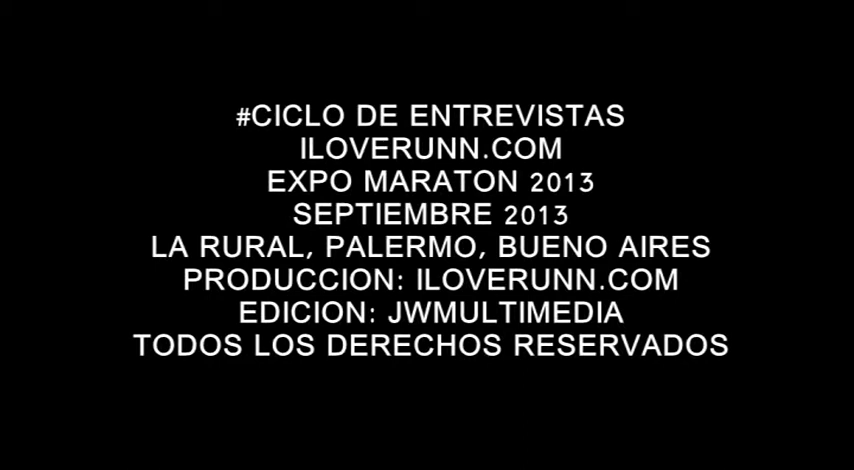 #CICLO DE ENTREVISTAS
ILOVERUNN.COM
EXPO MARATON 2013
SEPTIEMBRE 2013
LA RURAL, PALERMO, BUENO AIRES
PRODUCCION: ILOVERUNN.COM
EDICION: JWMULTIMEDIA
TODOS LOS DERECHOS RESERVADOS